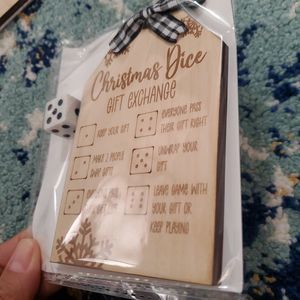 Christmas Dice
GIFT EXCHANGE
KEEP YOUR GIFT
EVERYONE PASS
THEIR GIFT RIGHT
MAKE 2 PEOPLE
SWAP GIFTS
UNWRAP YOUR
GIFT
LEAVE GAME WITH
YOUR GIFT OR
KEEP PLAYING